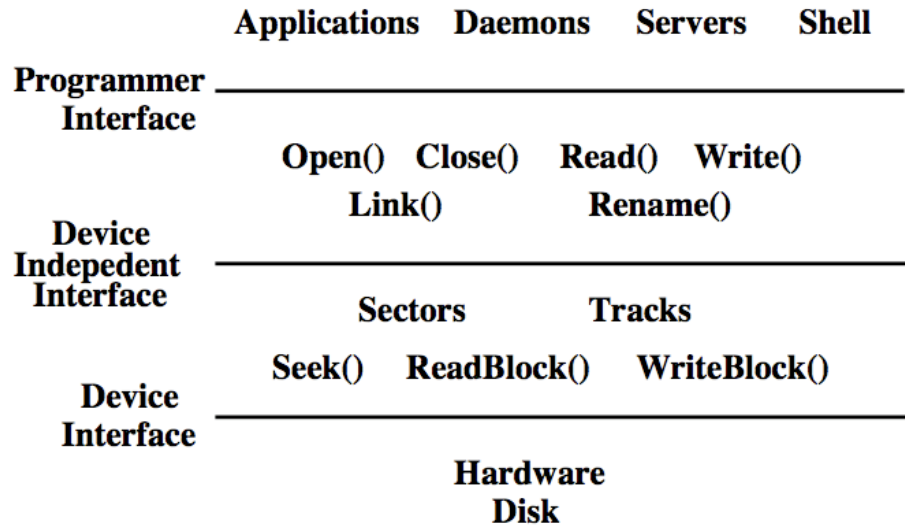 Applications Daemons Servers Shell
Programmer
Interface
Open() Close() Read() Write()
Link() Rename()
Device
Indepedent
Interface
Sectors Tracks
Seek() ReadBlock() WriteBlock()
Device
Interface
Hardware
Disk